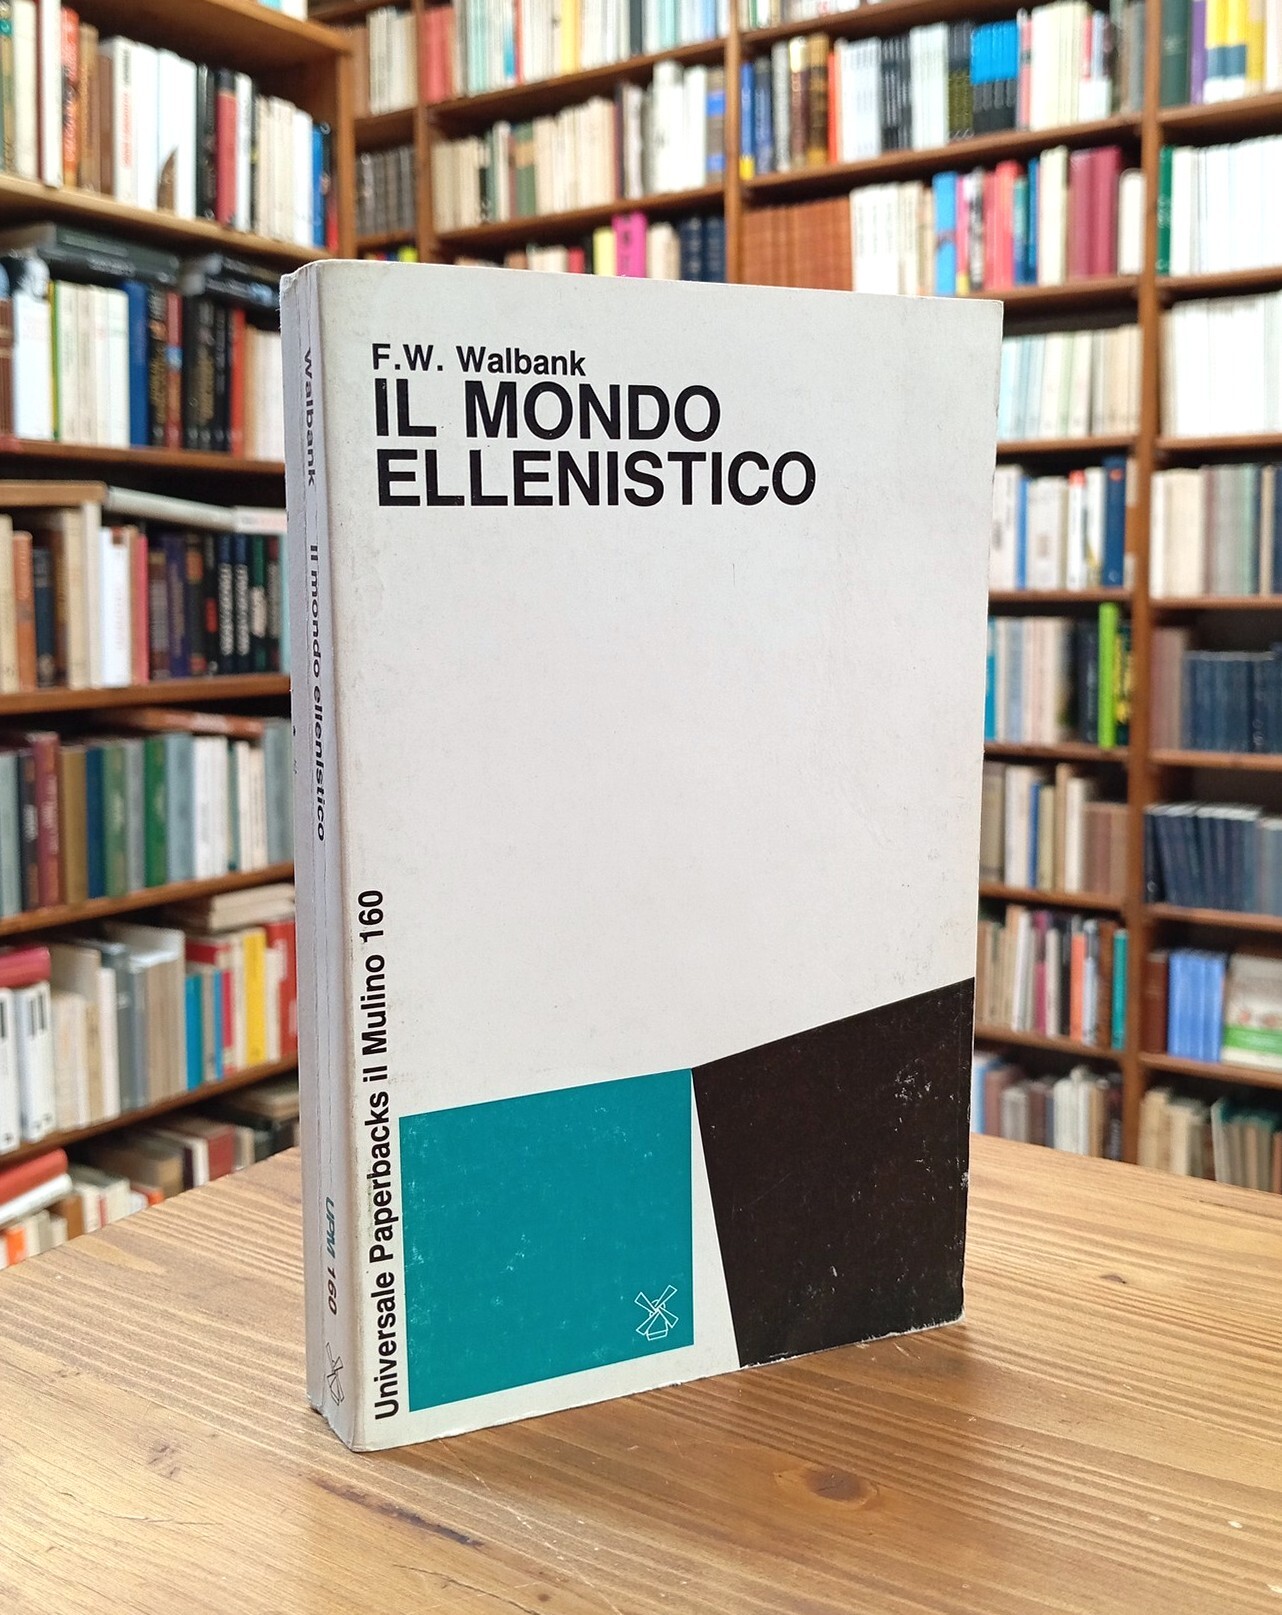 F.W. Walbank
IL MONDO
ELLENISTICO
Universale Paperbacks il Mulino 160
Walbank Il mondo ellenistico
UPM 160